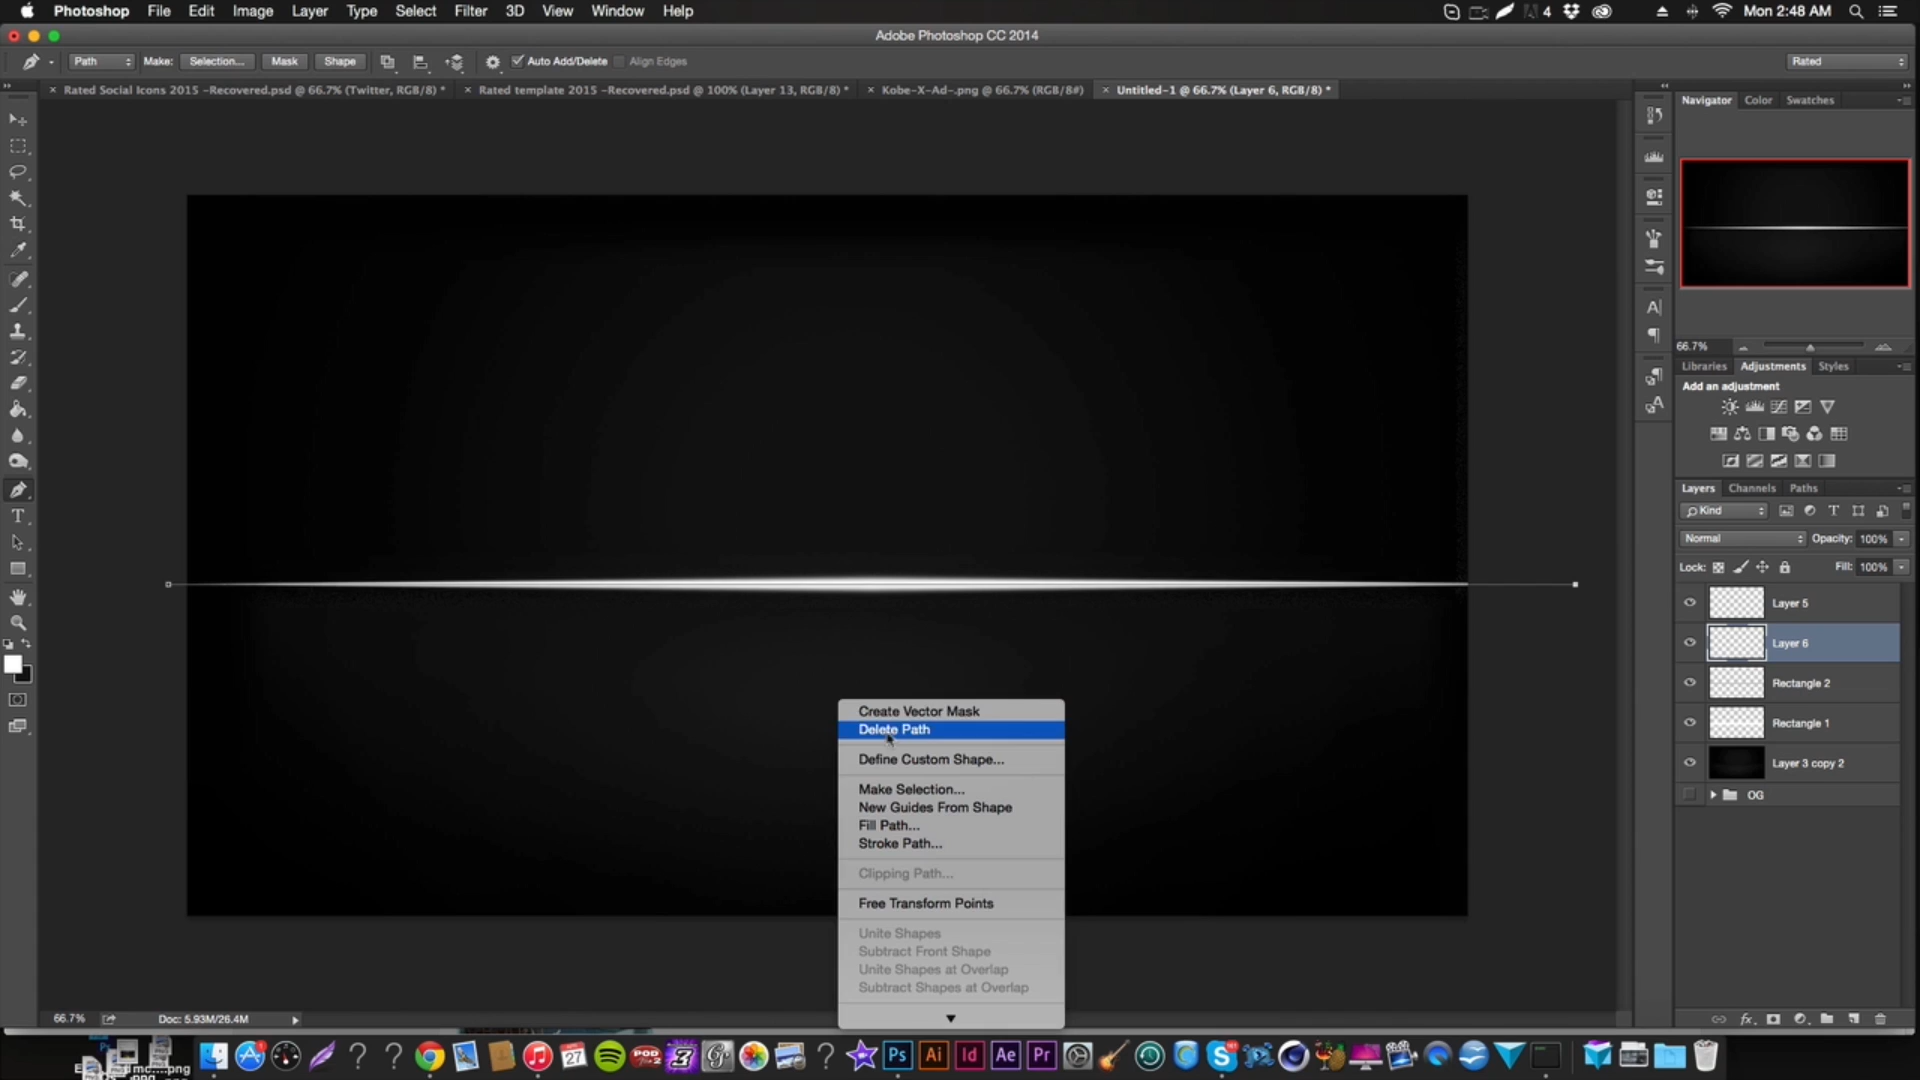 Photoshop File Edit Image Layer Type Select Filter 3D View Window Help 4 Mon 2:48 AM
Adobe Photoshop CC 2014
Path Make: Selection... Mask Shape Auto Add/Delete Align Edges Rated
Rated Social Icons 2015 -Recovered.psd @ 66.7% (Twitter, RGB/8) * Rated template 2015 -Recovered.psd @ 100% (Layer 13, RGB/8) * Kobe-X-Ad-.png @ 66.7% (RGB/8#) Untitled-1 @ 66.7% (Layer 6, RGB/8) *
Navigator Color Swatches
66.7%
Libraries Adjustments Styles
Add an adjustment
Layers Channels Paths
Kind
Normal Opacity: 100%
Lock: Fill: 100%
Layer 5
Layer 6
Rectangle 2
Rectangle 1
Layer 3 copy 2
OG
Create Vector Mask
Delete Path
Define Custom Shape...
Make Selection...
New Guides From Shape
Fill Path...
Stroke Path...
Clipping Path...
Free Transform Points
Unite Shapes
Subtract Front Shape
Unite Shapes at Overlap
Subtract Shapes at Overlap
66.7% Doc: 5.93M/26.4M
27 Ps Ai Id Ae Pr